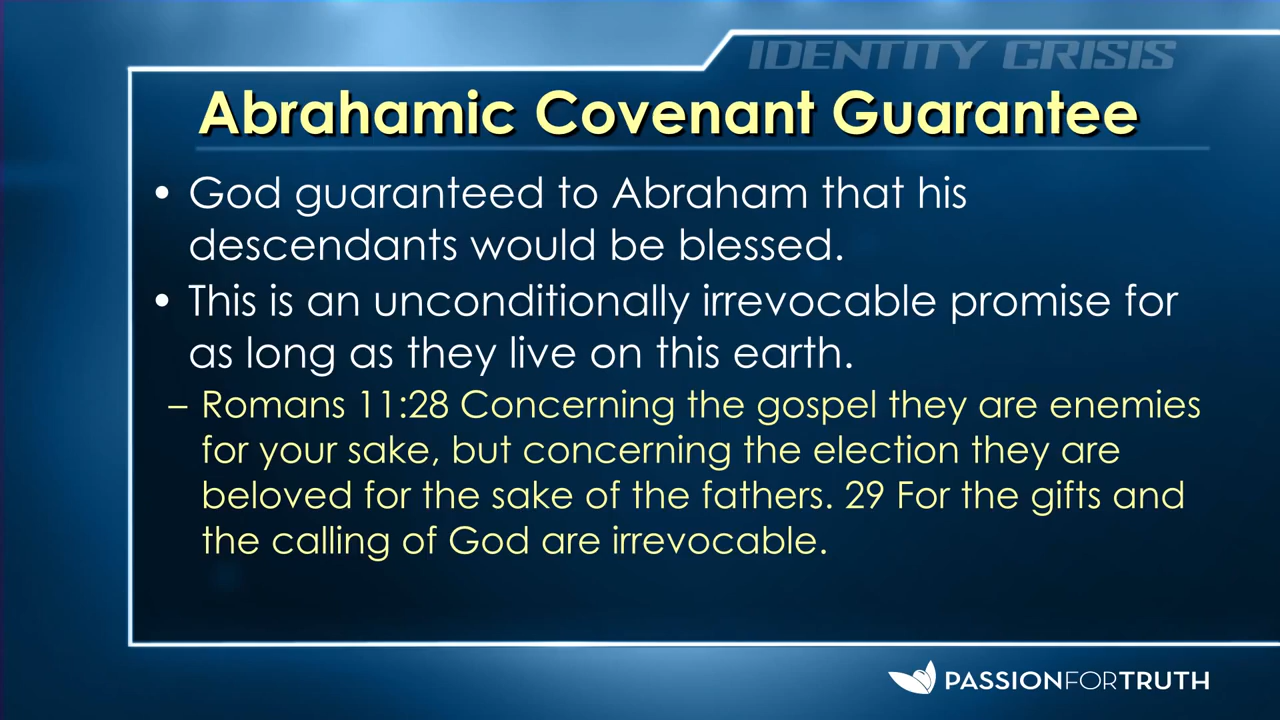 IDENTITY CRISIS
Abrahamic Covenant Guarantee
• God guaranteed to Abraham that his
descendants would be blessed.
• This is an unconditionally irrevocable promise for
as long as they live on this earth.
– Romans 11:28 Concerning the gospel they are enemies
for your sake, but concerning the election they are
beloved for the sake of the fathers. 29 For the gifts and
the calling of God are irrevocable.
PASSIONFORTRUTH